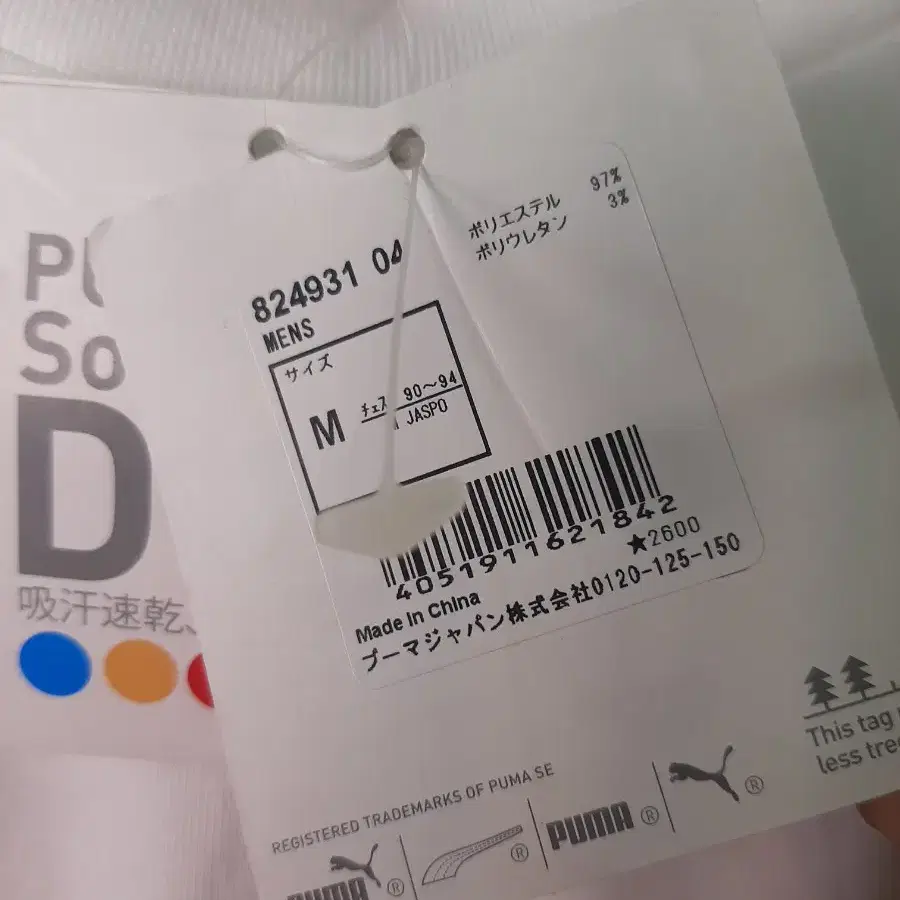 ポリエステル 97%
ポリウレタン 3%
824931 04
MENS
サイズ
M
チェス 90～94
JASPO
4051911621842
★2600
Made in China
プーマジャパン株式会社0120-125-150
So
D
吸汗速乾、
This tag
less tree
REGISTERED TRADEMARKS OF PUMA SE
PUMA ®
®
PUMA ®
®